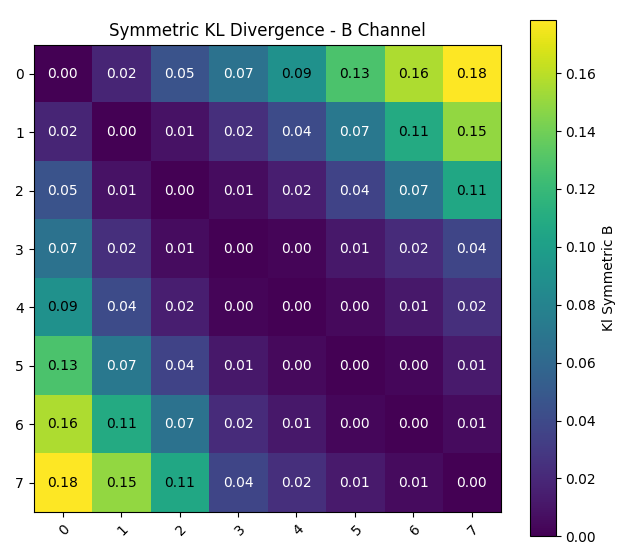 Symmetric KL Divergence - B Channel
0 0.00 0.02 0.05 0.07 0.09 0.13 0.16 0.18
1 0.02 0.00 0.01 0.02 0.04 0.07 0.11 0.15
2 0.05 0.01 0.00 0.01 0.02 0.04 0.07 0.11
3 0.07 0.02 0.01 0.00 0.00 0.01 0.02 0.04
4 0.09 0.04 0.02 0.00 0.00 0.00 0.01 0.02
5 0.13 0.07 0.04 0.01 0.00 0.00 0.00 0.01
6 0.16 0.11 0.07 0.02 0.01 0.00 0.00 0.01
7 0.18 0.15 0.11 0.04 0.02 0.01 0.01 0.00
0 1 2 3 4 5 6 7
0.16
0.14
0.12
0.10
0.08
0.06
0.04
0.02
0.00
Kl Symmetric B